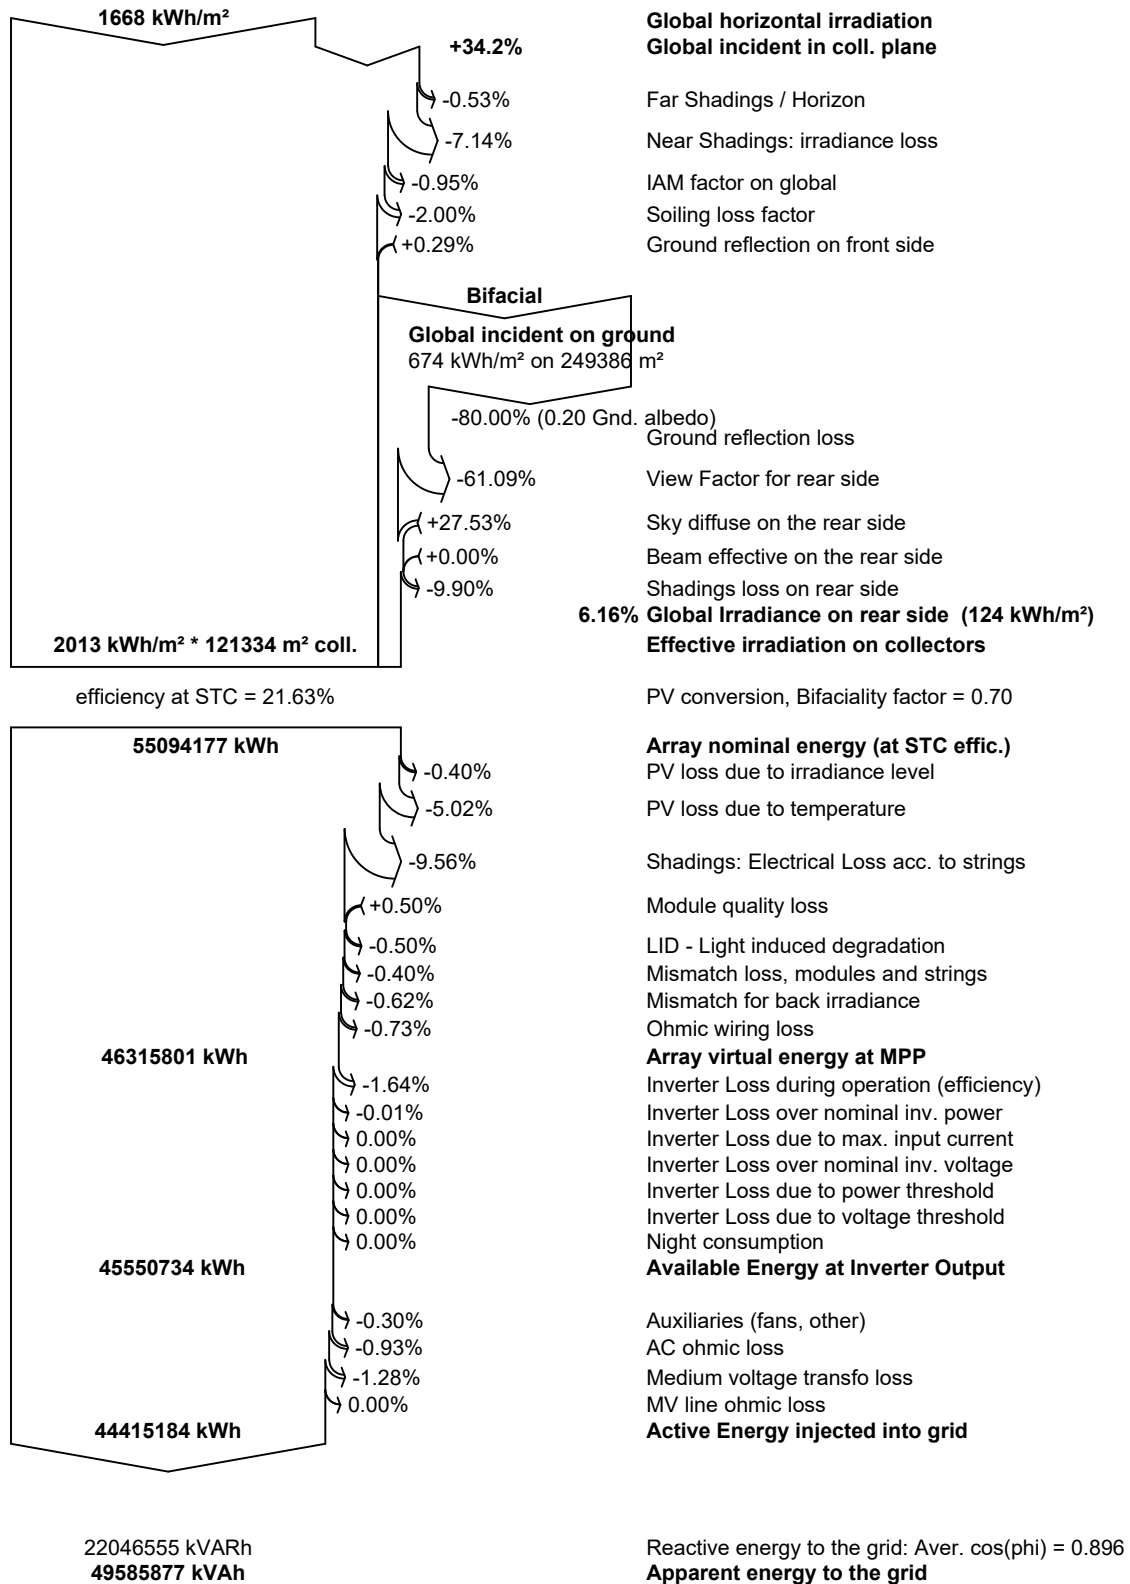 1668 kWh/m² Global horizontal irradiation
+34.2% Global incident in coll. plane
-0.53% Far Shadings / Horizon
-7.14% Near Shadings: irradiance loss
-0.95% IAM factor on global
-2.00% Soiling loss factor
+0.29% Ground reflection on front side
Bifacial
Global incident on ground
674 kWh/m² on 249386 m²
-80.00% (0.20 Gnd. albedo)
Ground reflection loss
-61.09% View Factor for rear side
+27.53% Sky diffuse on the rear side
+0.00% Beam effective on the rear side
-9.90% Shadings loss on rear side
6.16% Global Irradiance on rear side (124 kWh/m²)
2013 kWh/m² * 121334 m² coll. Effective irradiation on collectors
efficiency at STC = 21.63% PV conversion, Bifaciality factor = 0.70
55094177 kWh Array nominal energy (at STC effic.)
-0.40% PV loss due to irradiance level
-5.02% PV loss due to temperature
-9.56% Shadings: Electrical Loss acc. to strings
+0.50% Module quality loss
-0.50% LID - Light induced degradation
-0.40% Mismatch loss, modules and strings
-0.62% Mismatch for back irradiance
-0.73% Ohmic wiring loss
46315801 kWh Array virtual energy at MPP
-1.64% Inverter Loss during operation (efficiency)
-0.01% Inverter Loss over nominal inv. power
0.00% Inverter Loss due to max. input current
0.00% Inverter Loss over nominal inv. voltage
0.00% Inverter Loss due to power threshold
0.00% Inverter Loss due to voltage threshold
0.00% Night consumption
45550734 kWh Available Energy at Inverter Output
-0.30% Auxiliaries (fans, other)
-0.93% AC ohmic loss
-1.28% Medium voltage transfo loss
0.00% MV line ohmic loss
44415184 kWh Active Energy injected into grid
22046555 kVARh Reactive energy to the grid: Aver. cos(phi) = 0.896
49585877 kVAh Apparent energy to the grid